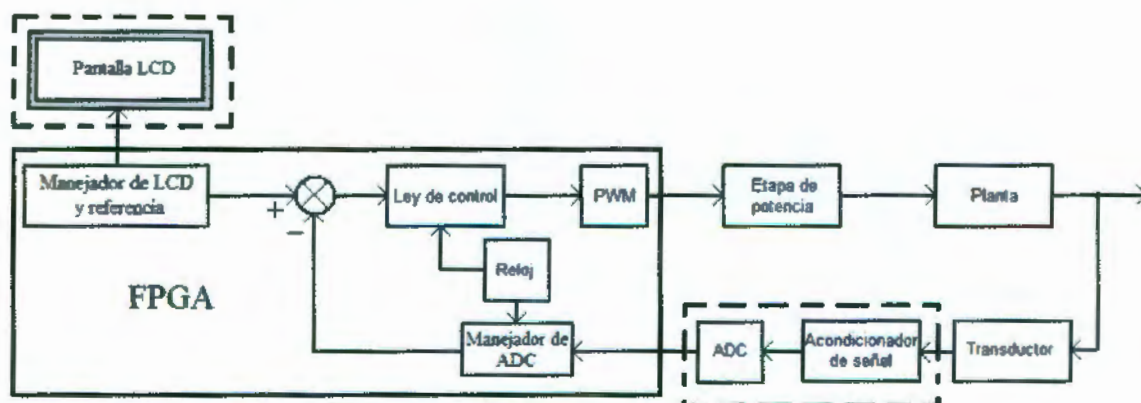 Pantalla LCD
Manejador de LCD
y referencia
+
−
Ley de control
PWM
Etapa de
potencia
Planta
Reloj
FPGA
Manejador de
ADC
ADC
Acondicionador
de señal
Transductor